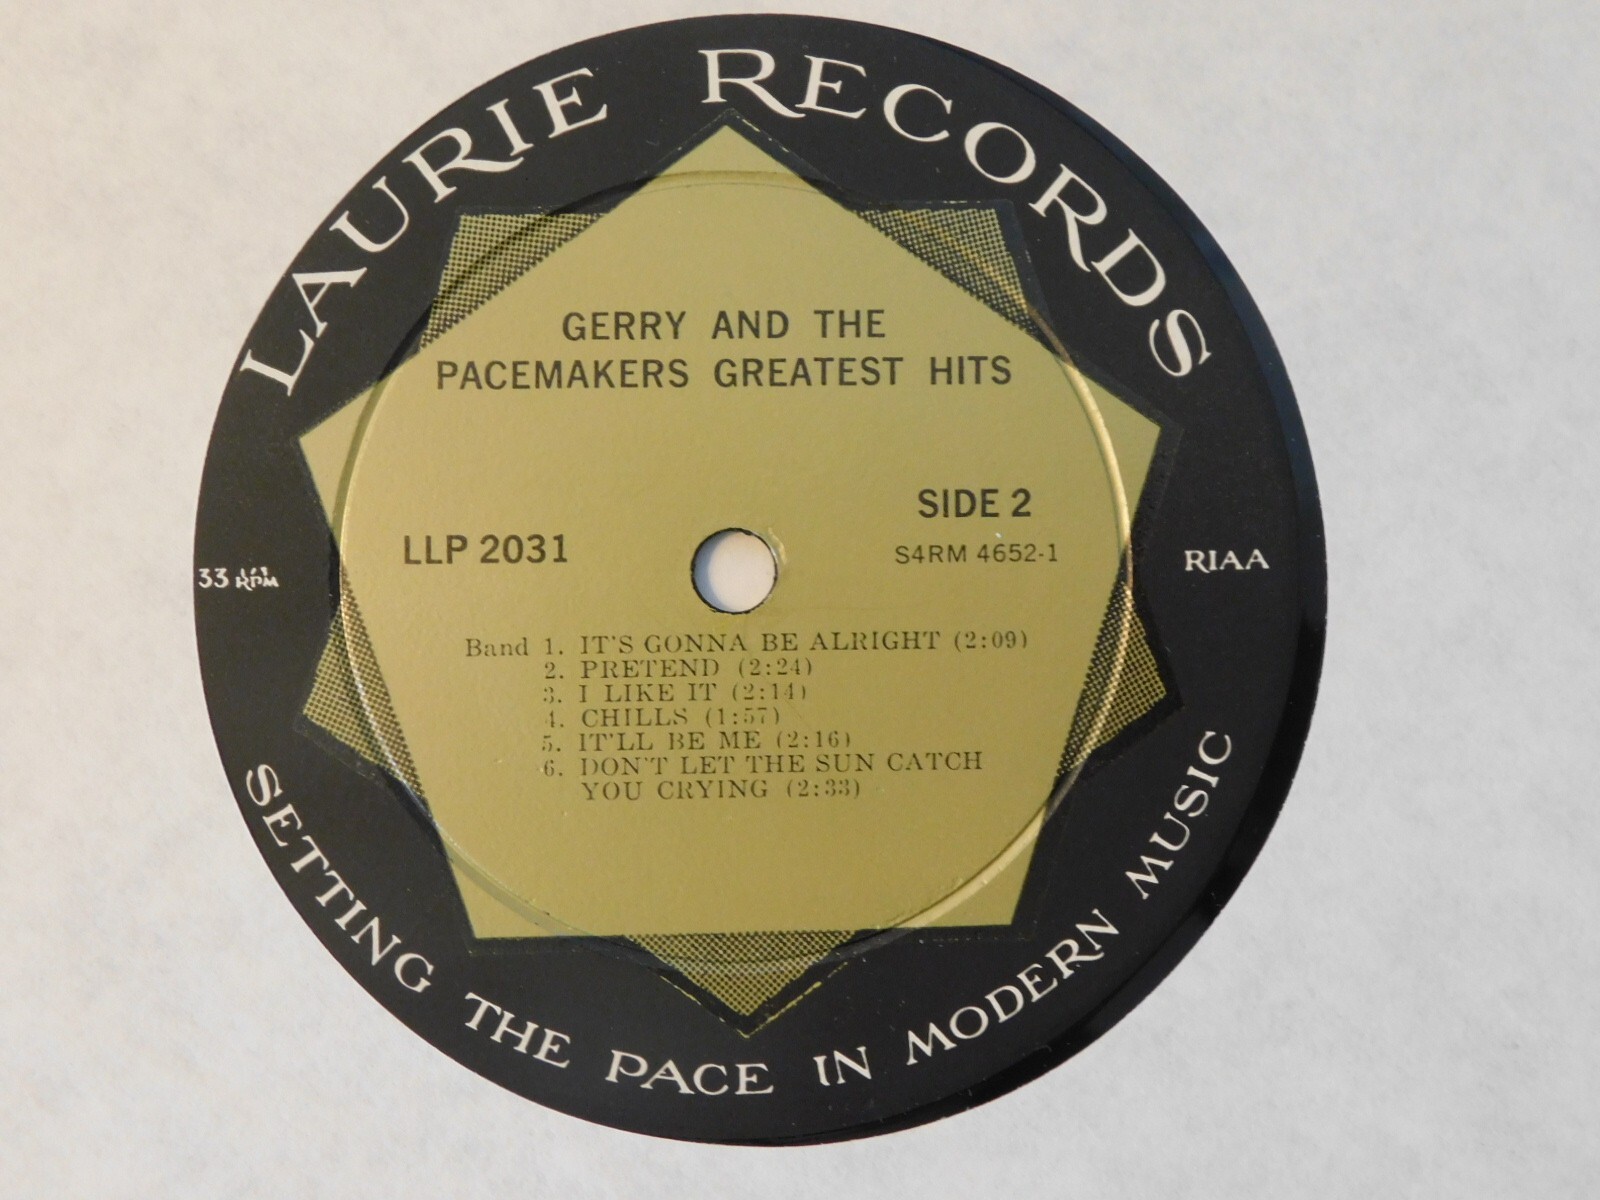 LAURIE RECORDS
GERRY AND THE
PACEMAKERS GREATEST HITS
SIDE 2
LLP 2031
S4RM 4652-1
33 1/3 RPM
RIAA
Band 1. IT'S GONNA BE ALRIGHT (2:09)
2. PRETEND (2:24)
3. I LIKE IT (2:14)
4. CHILLS (1:57)
5. IT'LL BE ME (2:16)
6. DON'T LET THE SUN CATCH
YOU CRYING (2:33)
SETTING THE PACE IN MODERN MUSIC